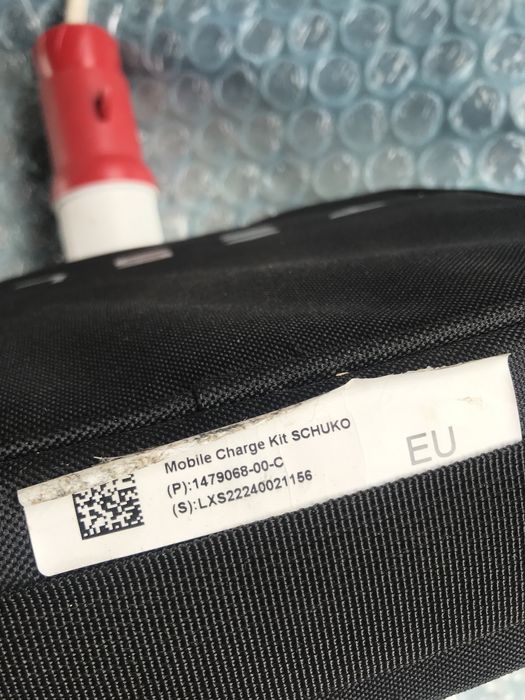 Mobile Charge Kit SCHUKO
(P):1479068-00-C
(S):LXS22240021156
EU